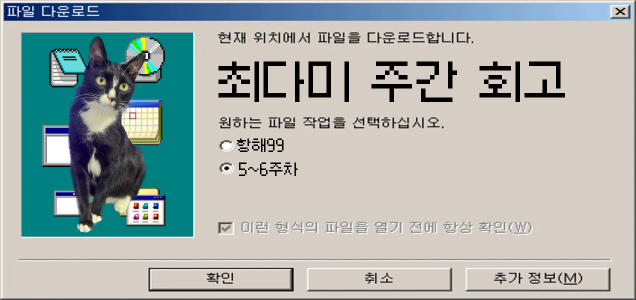 파일 다운로드
현재 위치에서 파일을 다운로드합니다.
최다미 주간 회고
원하는 파일 작업을 선택하십시오.
황해99
5~6주차
이런 형식의 파일을 열기 전에 항상 확인(W)
확인 취소 추가 정보(M)